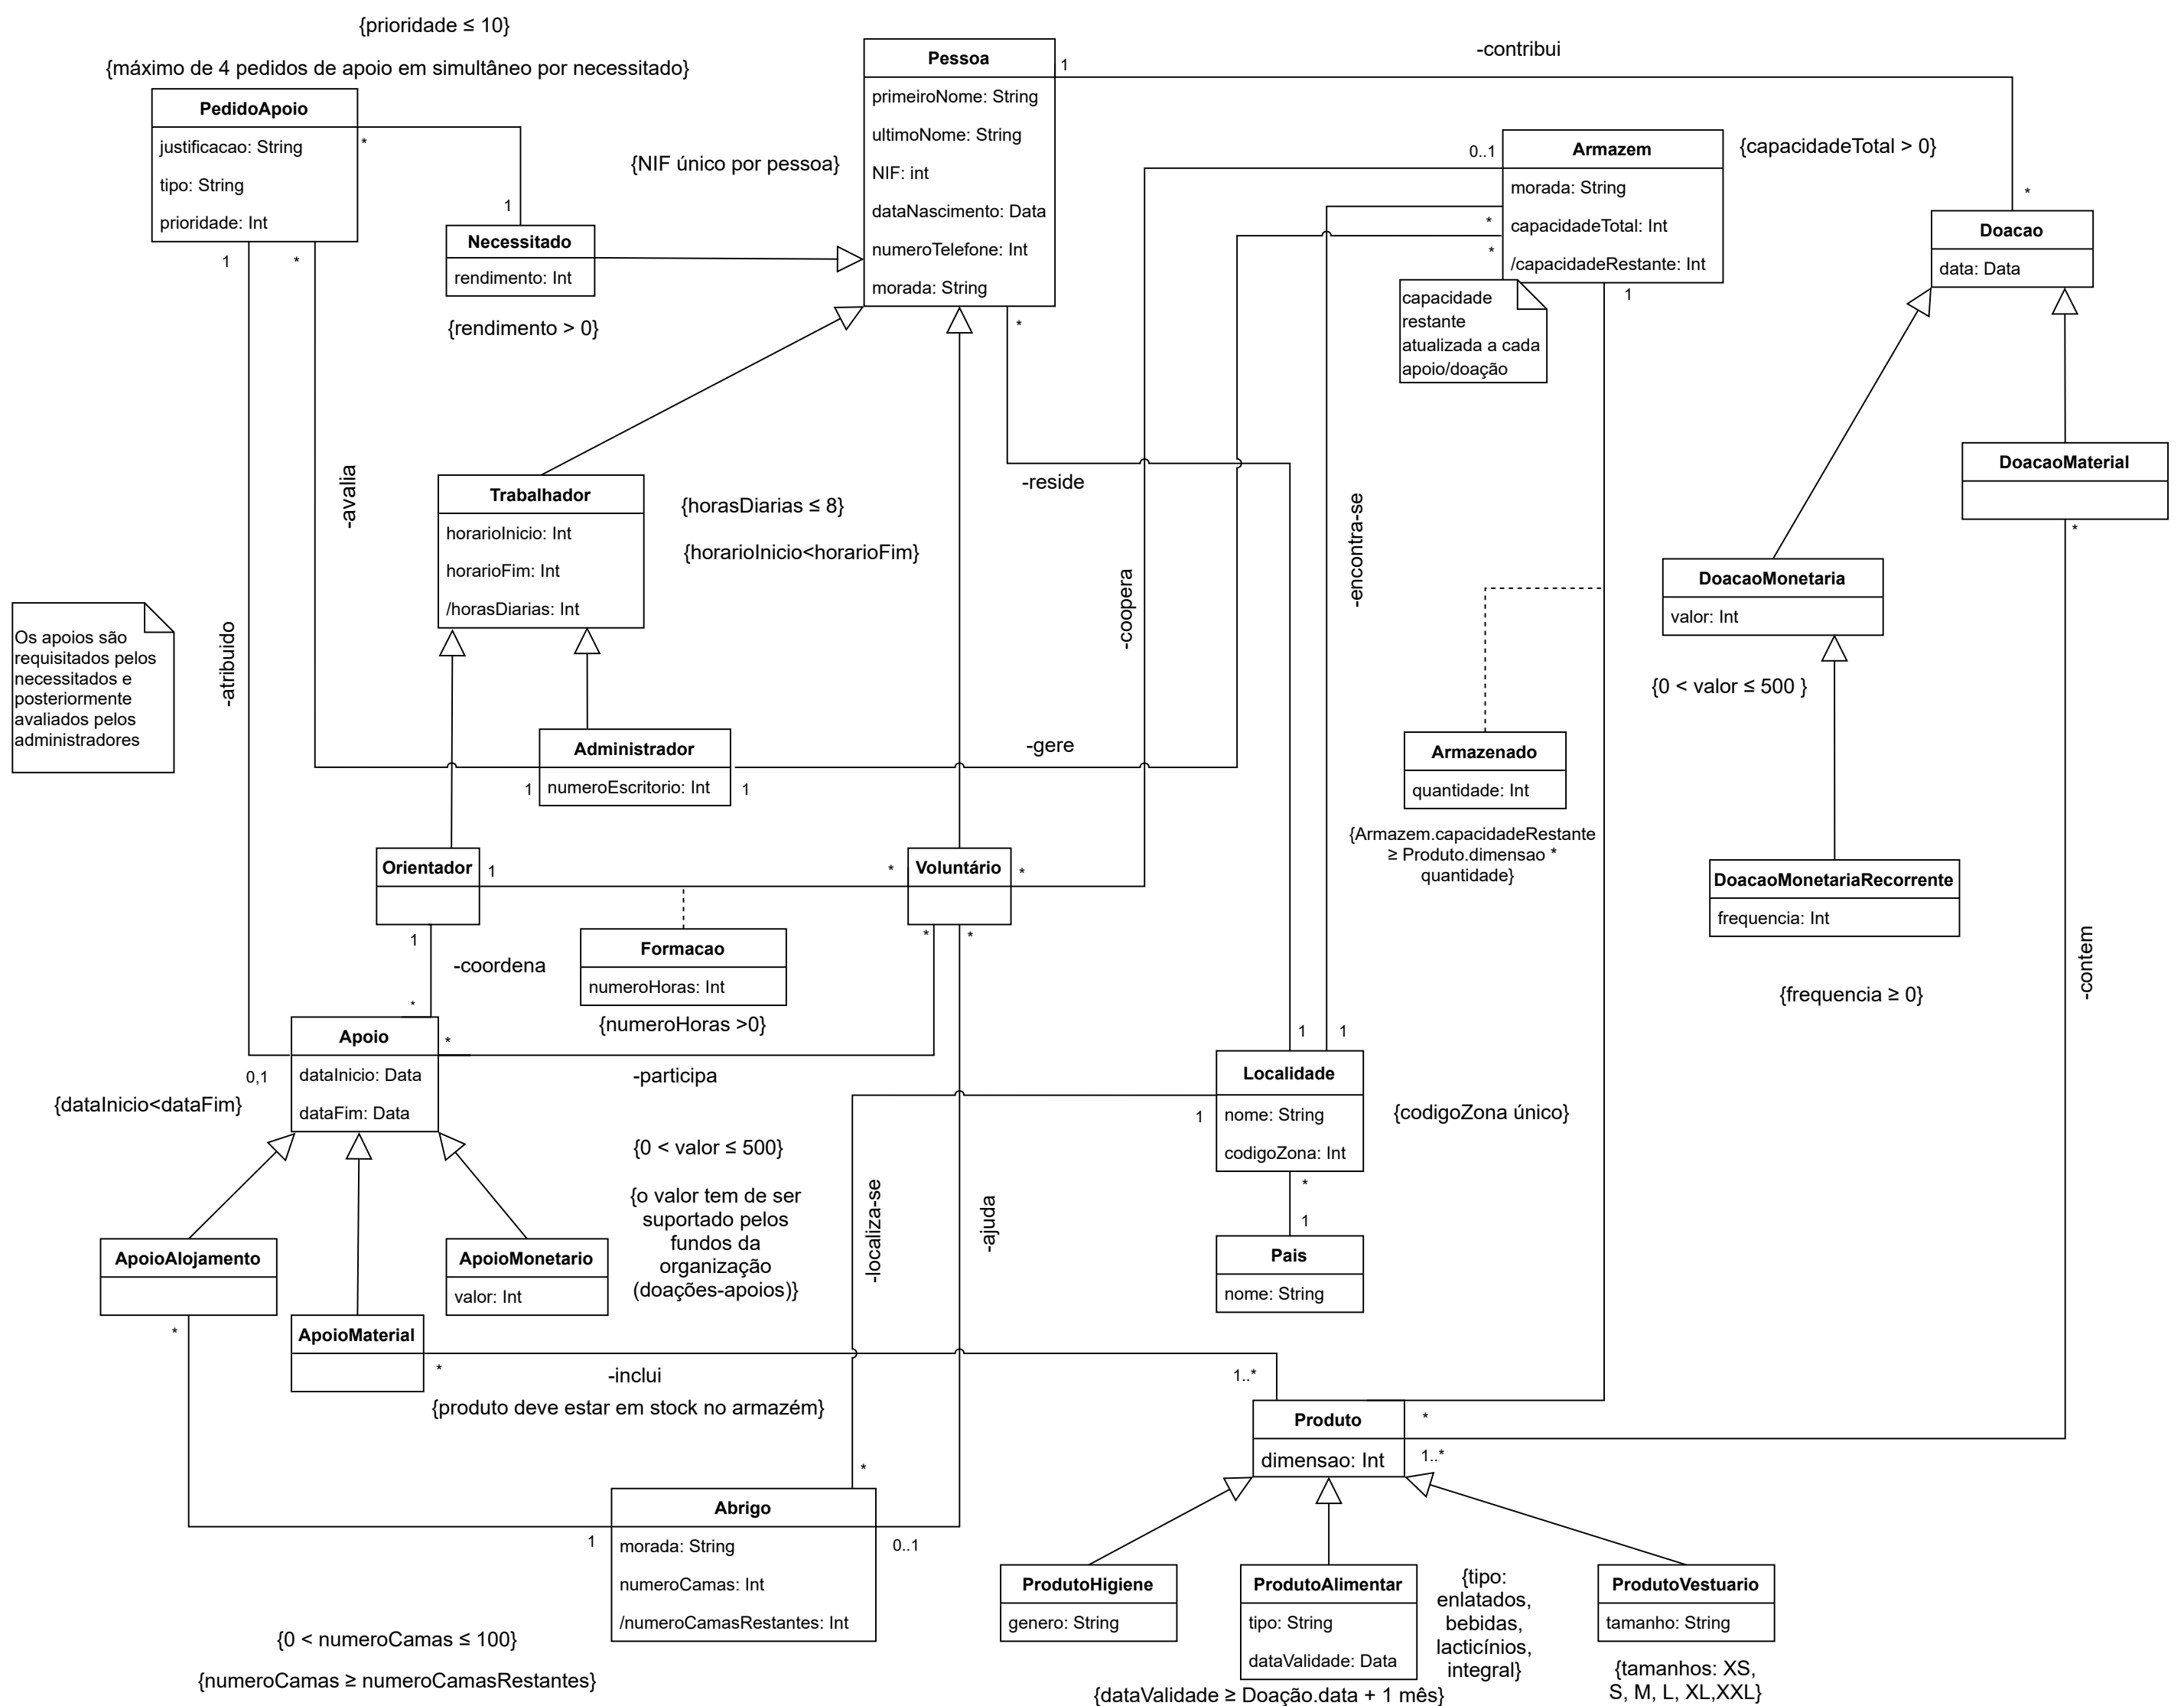 {prioridade ≤ 10}
{máximo de 4 pedidos de apoio em simultâneo por necessitado}
PedidoApoio
justificacao: String
tipo: String
prioridade: Int
*
1
1
*
Necessitado
rendimento: Int
{rendimento > 0}
{NIF único por pessoa}
Pessoa
primeiroNome: String
ultimoNome: String
NIF: int
dataNascimento: Data
numeroTelefone: Int
morada: String
1
*
-contribui
0..1
*
*
Armazem
morada: String
capacidadeTotal: Int
/capacidadeRestante: Int
1
{capacidadeTotal > 0}
capacidade
restante
atualizada a cada
apoio/doação
*
Doacao
data: Data
DoacaoMaterial
*
DoacaoMonetaria
valor: Int
{0 < valor ≤ 500 }
DoacaoMonetariaRecorrente
frequencia: Int
{frequencia ≥ 0}
-contem
-avalia
Trabalhador
horarioInicio: Int
horarioFim: Int
/horasDiarias: Int
{horasDiarias ≤ 8}
{horarioInicio<horarioFim}
-reside
-coopera
-encontra-se
Os apoios são
requisitados pelos
necessitados e
posteriormente
avaliados pelos
administradores
-atribuido
Administrador
numeroEscritorio: Int
1
1
-gere
Armazenado
quantidade: Int
{Armazem.capacidadeRestante
≥ Produto.dimensao *
quantidade}
Orientador
1
1
*
Voluntário
*
*
*
Formacao
numeroHoras: Int
{numeroHoras >0}
-coordena
*
Apoio
dataInicio: Data
dataFim: Data
*
0,1
{dataInicio<dataFim}
-participa
1
1
Localidade
nome: String
codigoZona: Int
1
{codigoZona único}
*
1
Pais
nome: String
{0 < valor ≤ 500}
{o valor tem de ser
suportado pelos
fundos da
organização
(doações-apoios)}
-localiza-se
-ajuda
ApoioAlojamento
*
ApoioMonetario
valor: Int
ApoioMaterial
*
-inclui
1..*
{produto deve estar em stock no armazém}
Produto
dimensao: Int
*
1..*
*
Abrigo
morada: String
numeroCamas: Int
/numeroCamasRestantes: Int
1
0..1
{0 < numeroCamas ≤ 100}
{numeroCamas ≥ numeroCamasRestantes}
ProdutoHigiene
genero: String
ProdutoAlimentar
tipo: String
dataValidade: Data
{tipo:
enlatados,
bebidas,
lacticínios,
integral}
{dataValidade ≥ Doação.data + 1 mês}
ProdutoVestuario
tamanho: String
{tamanhos: XS,
S, M, L, XL,XXL}